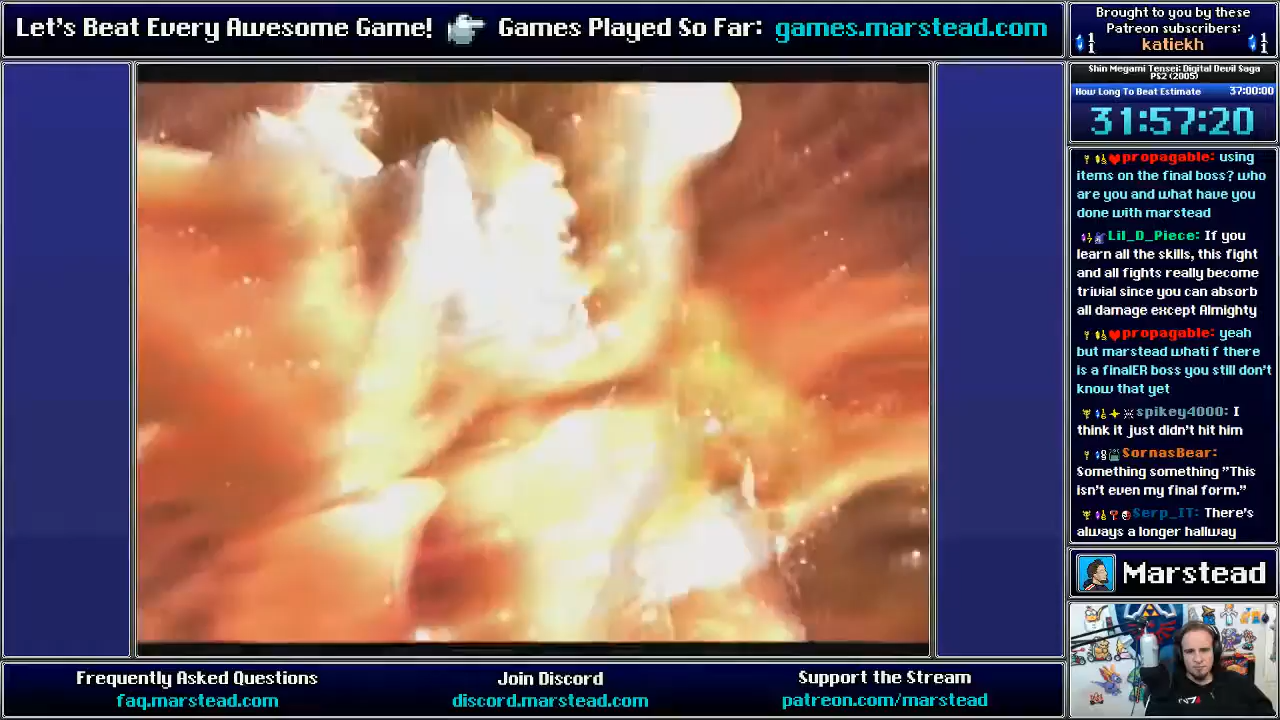 Let's Beat Every Awesome Game! Games Played So Far: games.marstead.com
Brought to you by these
Patreon subscribers:
katiekh
1 1
1 1
Shin Megami Tensei: Digital Devil Saga
PS2 (2005)
How Long To Beat Estimate 37:00:00
31:57:20
propagable: using
items on the final boss? who
are you and what have you
done with marstead
Lil_D_Piece: If you
learn all the skills, this fight
and all fights really become
trivial since you can absorb
all damage except Almighty
propagable: yeah
but marstead whati f there
is a finalER boss you still don't
know that yet
spikey4000: I
think it just didn't hit him
SornasBear:
Something something "This
isn't even my final form."
Serp_IT: There's
always a longer hallway
Marstead
Frequently Asked Questions
faq.marstead.com
Join Discord
discord.marstead.com
Support the Stream
patreon.com/marstead
N7